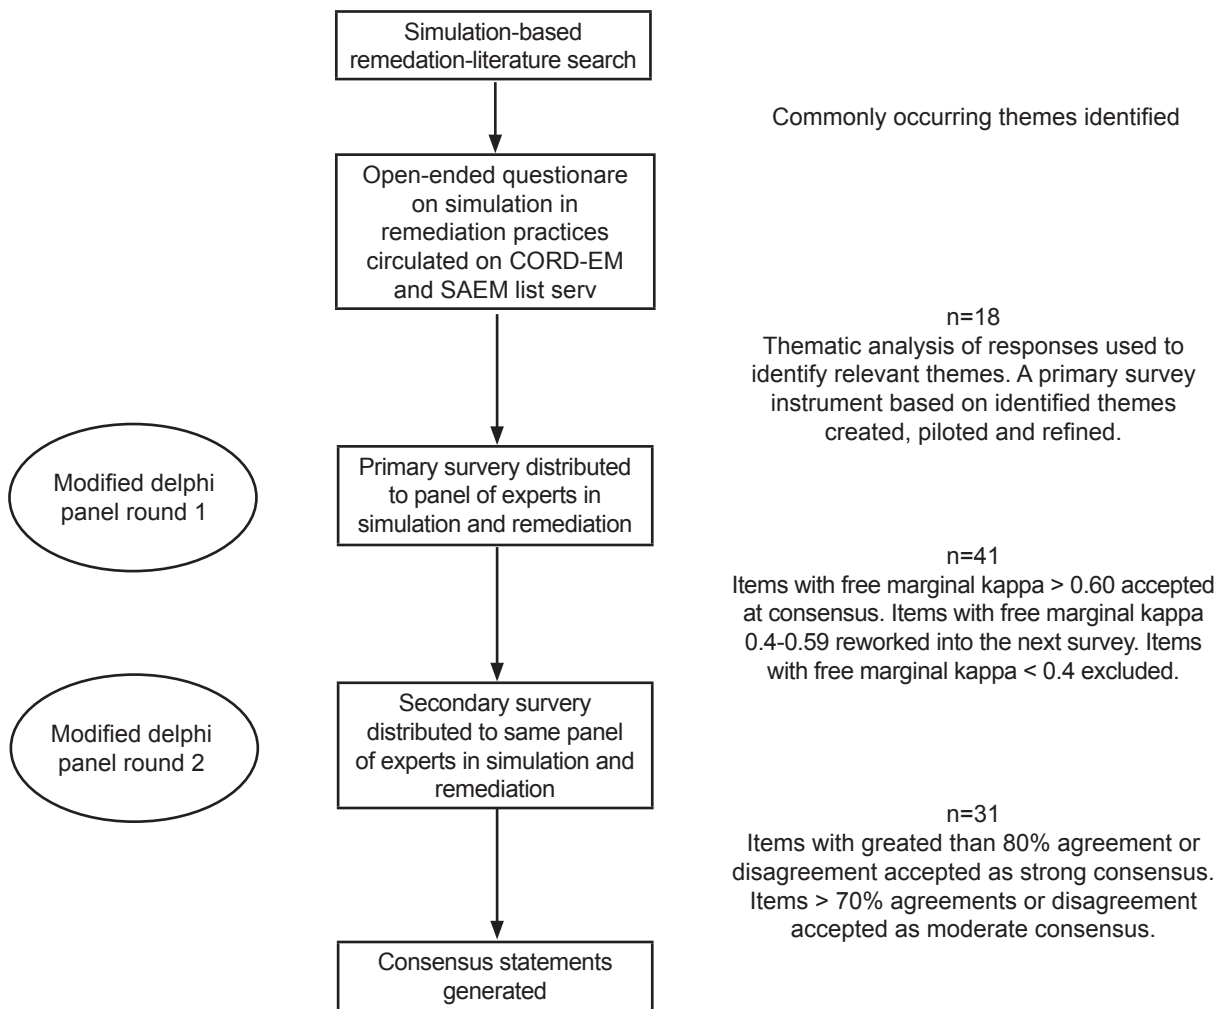 Simulation-based
remedation-literature search
Commonly occurring themes identified
Open-ended questionare
on simulation in
remediation practices
circulated on CORD-EM
and SAEM list serv
n=18
Thematic analysis of responses used to
identify relevant themes. A primary survey
instrument based on identified themes
created, piloted and refined.
Modified delphi
panel round 1
Primary survery distributed
to panel of experts in
simulation and remediation
n=41
Items with free marginal kappa > 0.60 accepted
at consensus. Items with free marginal kappa
0.4-0.59 reworked into the next survey. Items
with free marginal kappa < 0.4 excluded.
Modified delphi
panel round 2
Secondary survery
distributed to same panel
of experts in simulation and
remediation
n=31
Items with greated than 80% agreement or
disagreement accepted as strong consensus.
Items > 70% agreements or disagreement
accepted as moderate consensus.
Consensus statements
generated